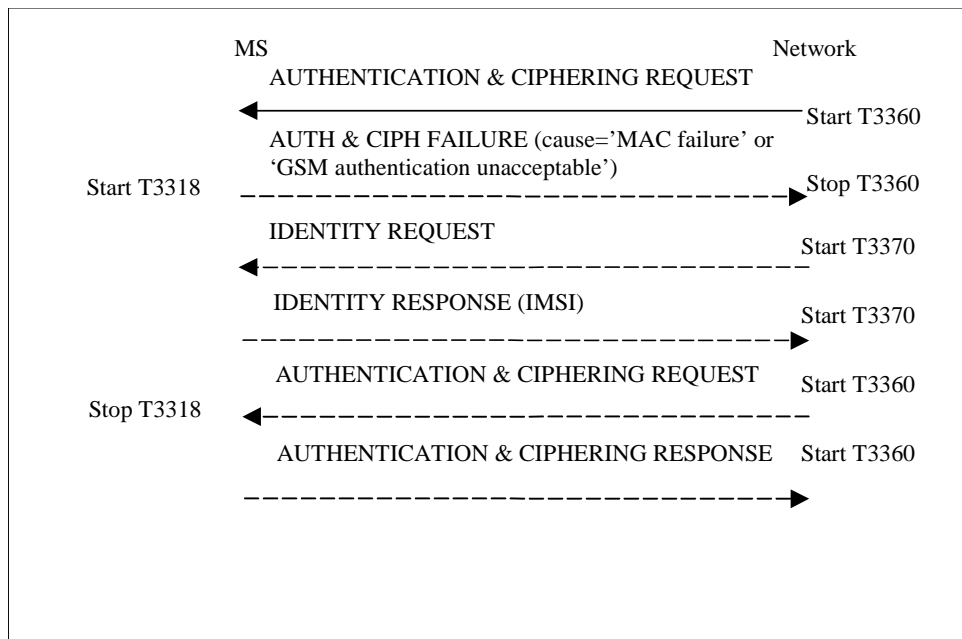 MS Network
AUTHENTICATION & CIPHERING REQUEST
Start T3360
AUTH & CIPH FAILURE (cause=’MAC failure’ or
‘GSM authentication unacceptable’)
Start T3318
Stop T3360
IDENTITY REQUEST
Start T3370
IDENTITY RESPONSE (IMSI)
Start T3370
AUTHENTICATION & CIPHERING REQUEST
Start T3360
Stop T3318
AUTHENTICATION & CIPHERING RESPONSE
Start T3360